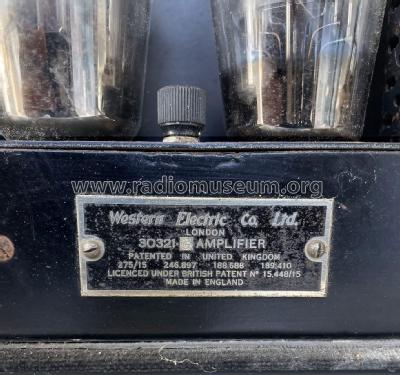 www.radiomuseum.org
Western Electric Co. Ltd.
LONDON
30321- AMPLIFIER
PATENTED IN UNITED KINGDOM
275/15 246.897 188.688 189.410
LICENCED UNDER BRITISH PATENT Nº 15,448/15
MADE IN ENGLAND